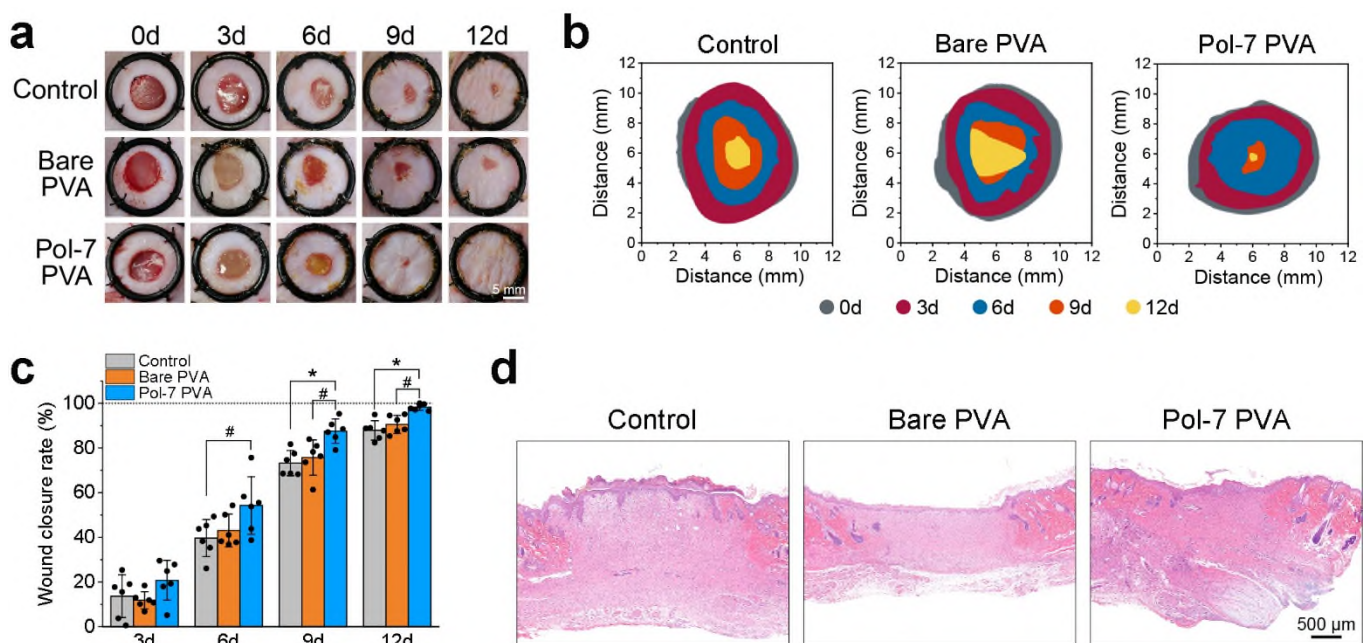 a
0d 3d 6d 9d 12d
Control
Bare
PVA
Pol-7
PVA
5 mm
b
Control Bare PVA Pol-7 PVA
12
10
8
6
4
2
0
Distance (mm)
0 2 4 6 8 10 12
Distance (mm)
12
10
8
6
4
2
0
Distance (mm)
0 2 4 6 8 10 12
Distance (mm)
12
10
8
6
4
2
0
Distance (mm)
0 2 4 6 8 10 12
Distance (mm)
0d 3d 6d 9d 12d
c
Control
Bare PVA
Pol-7 PVA
Wound closure rate (%)
100
80
60
40
20
0
#
*
#
*
#
3d 6d 9d 12d
d
Control Bare PVA Pol-7 PVA
500 µm